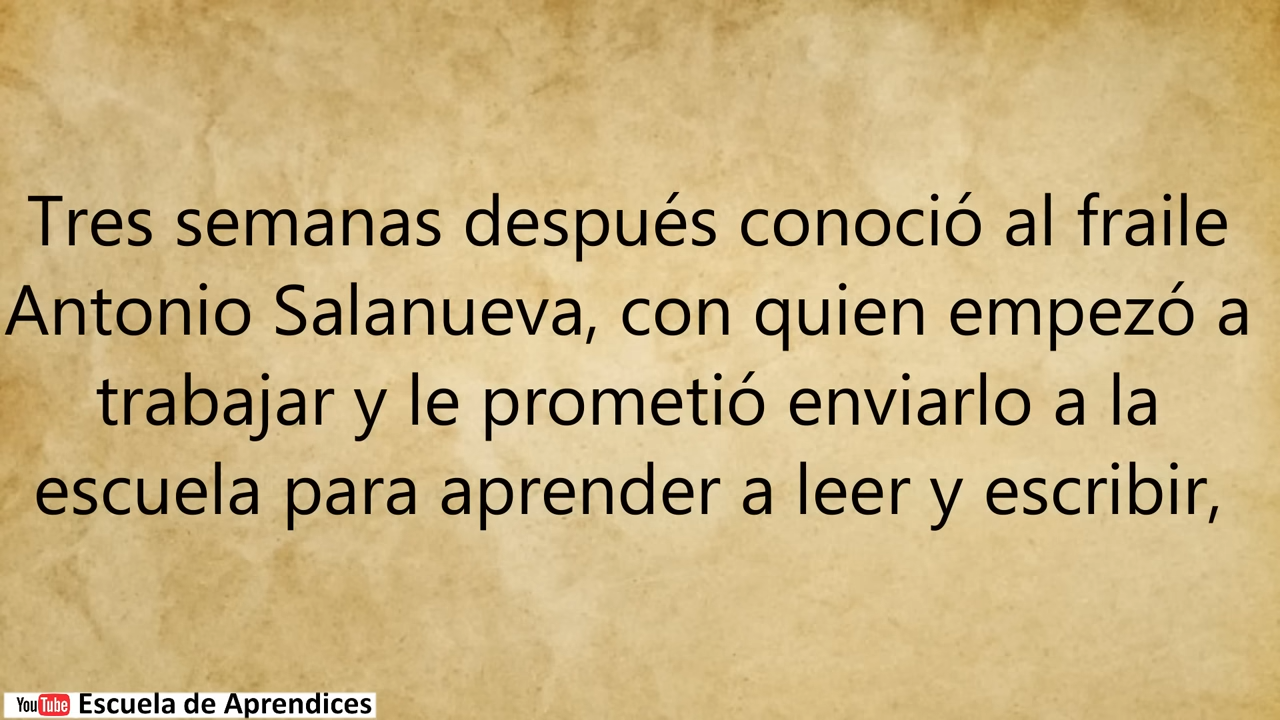 Tres semanas después conoció al fraile
Antonio Salanueva, con quien empezó a
trabajar y le prometió enviarlo a la
escuela para aprender a leer y escribir,
YouTube Escuela de Aprendices